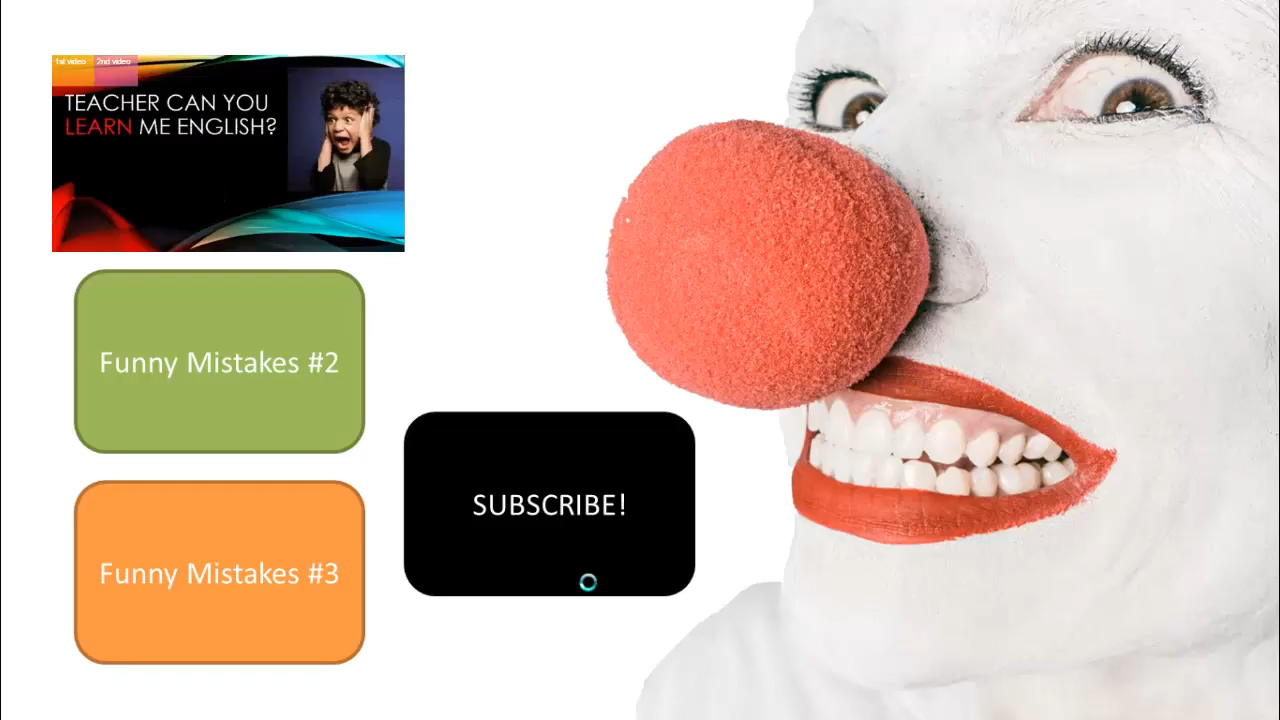 1st video 2nd video
TEACHER CAN YOU
LEARN ME ENGLISH?
Funny Mistakes #2
SUBSCRIBE!
Funny Mistakes #3